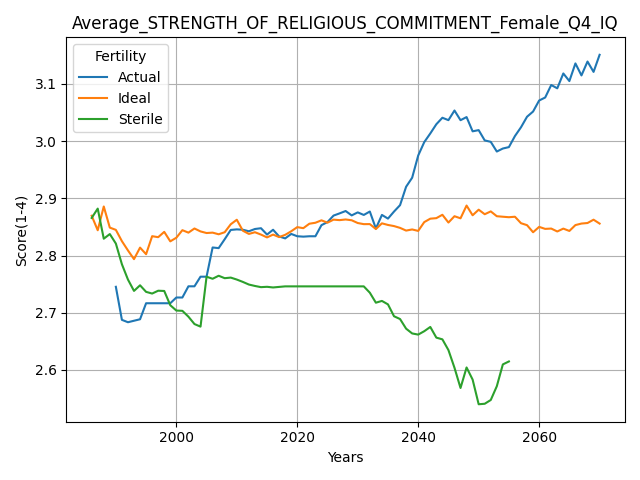 Average_STRENGTH_OF_RELIGIOUS_COMMITMENT_Female_Q4_IQ
Fertility
Actual
Ideal
Sterile
3.1
3.0
2.9
2.8
2.7
2.6
Score(1-4)
2000 2020 2040 2060
Years